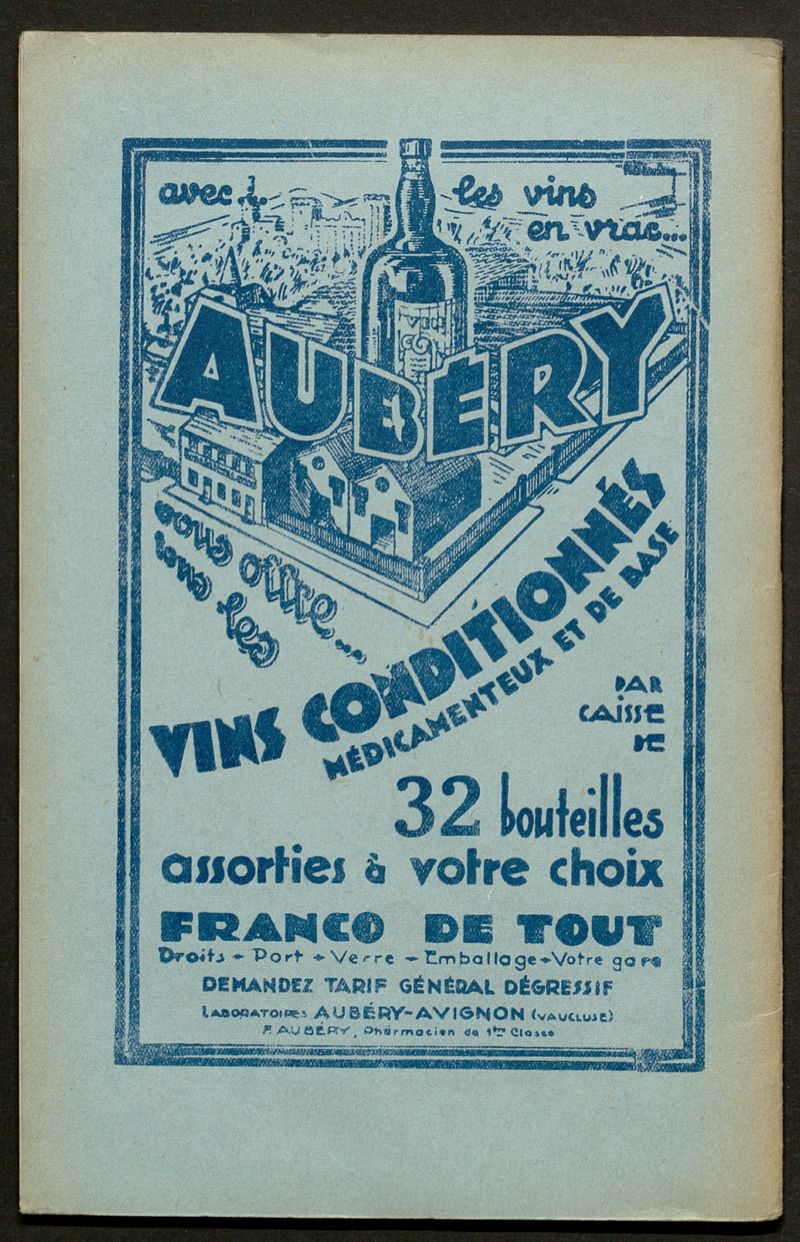 avec... les vins
en vrac...
VIN
AUBÉRY
vous offre...
tous les
VINS CONDITIONNÉS
MÉDICAMENTEUX ET DE BASE
PAR
CAISSE
DE
32 bouteilles
assorties à votre choix
FRANCO DE TOUT
Droits - Port - Verre - Emballage - Votre gare
DEMANDEZ TARIF GÉNÉRAL DÉGRESSIF
LABORATOIRES AUBÉRY-AVIGNON (VAUCLUSE)
F. AUBÉRY, Pharmacien de 1ère Classe